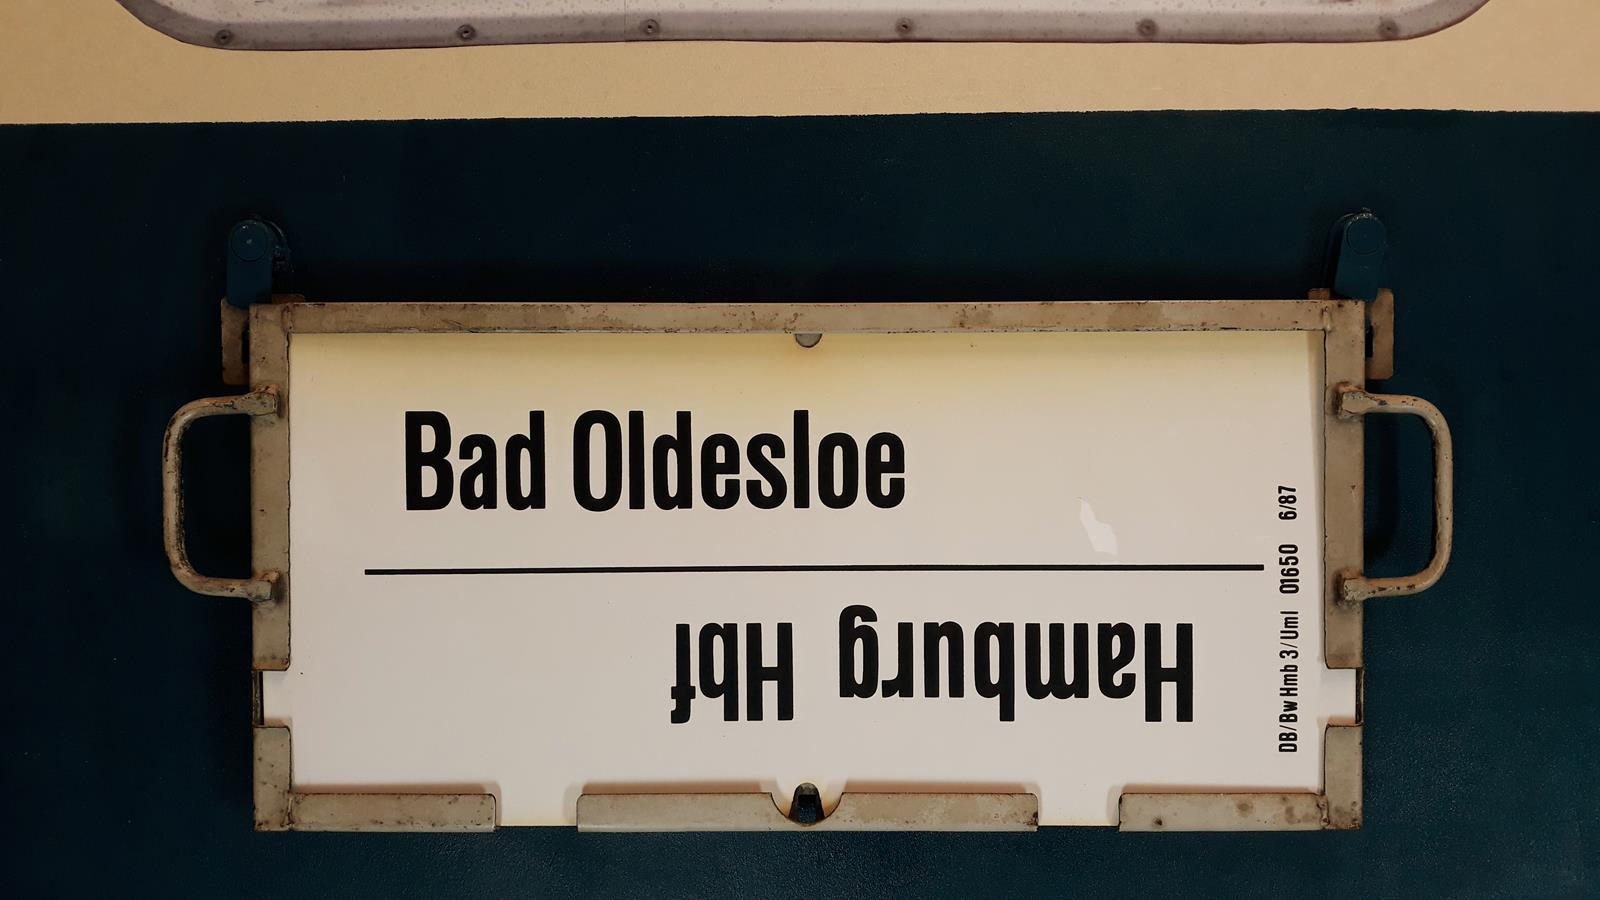 Bad Oldesloe
Hamburg Hbf
DB/Bw Hmb 3/Uml 01650 6/87